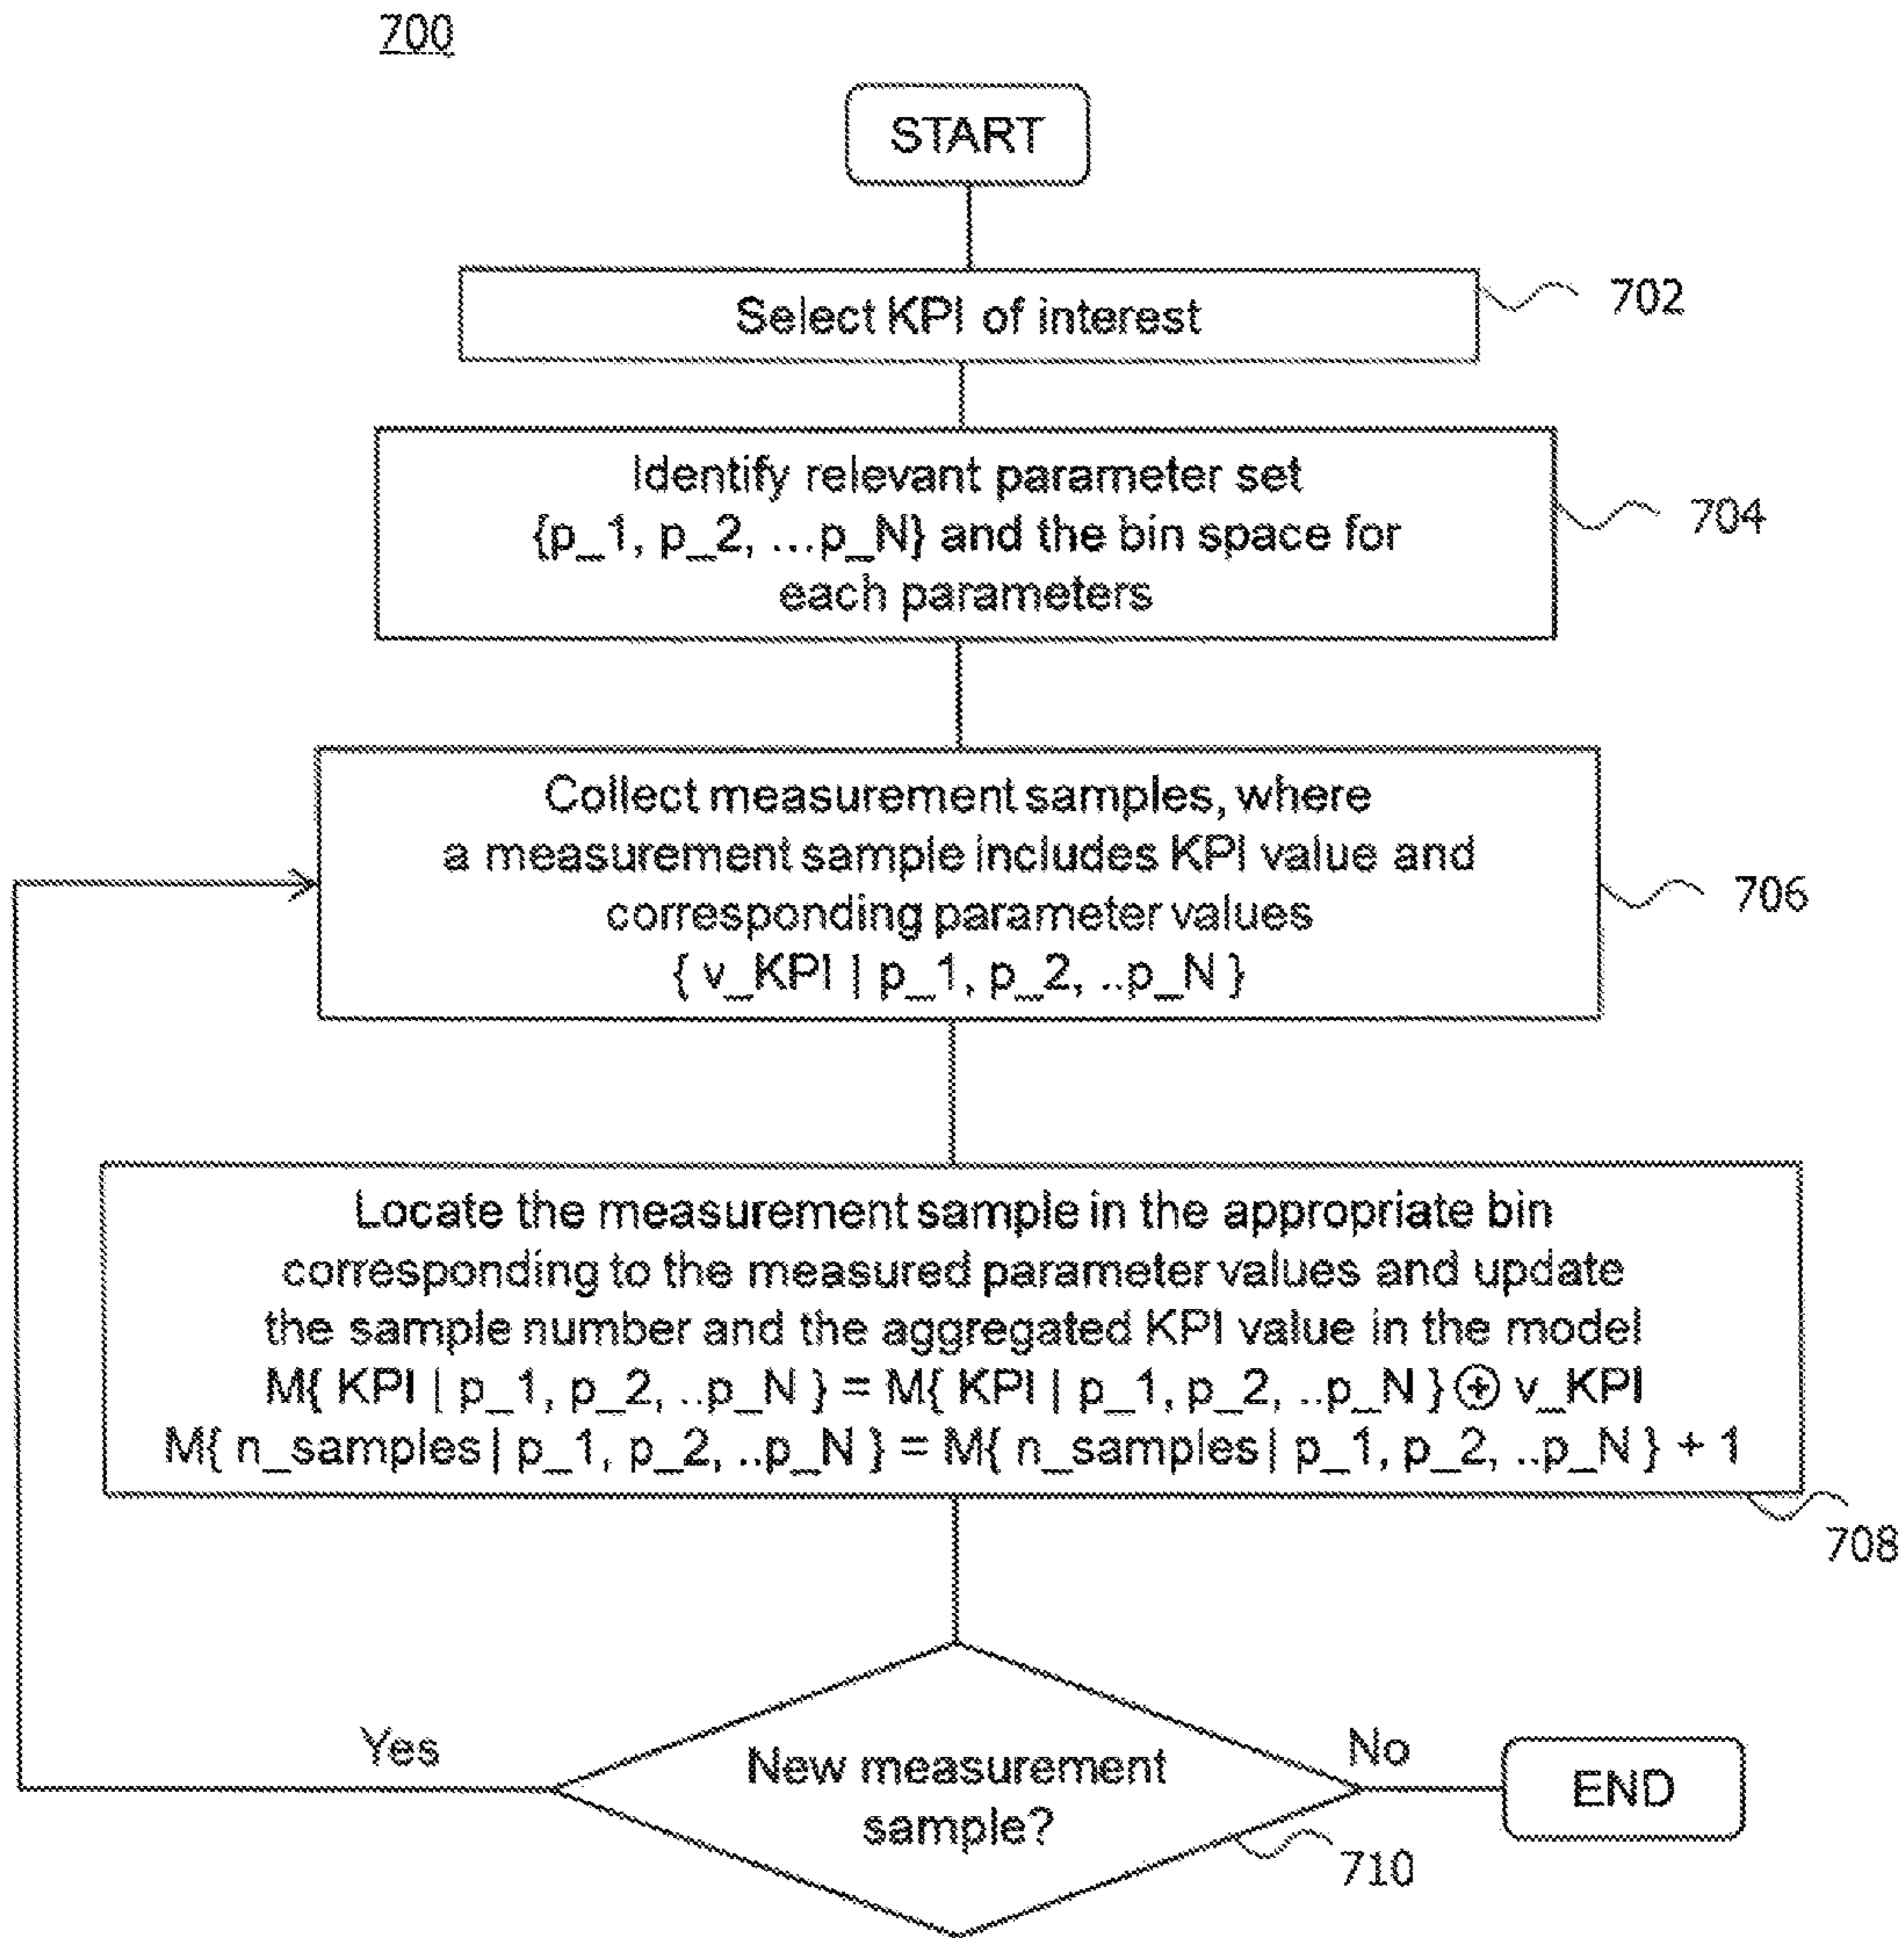 700
START
Select KPI of interest
702
Identify relevant parameter set
{p_1, p_2, ...p_N} and the bin space for
each parameters
704
Collect measurement samples, where
a measurement sample includes KPI value and
corresponding parameter values
{ v_KPI | p_1, p_2, ..p_N }
706
Locate the measurement sample in the appropriate bin
corresponding to the measured parameter values and update
the sample number and the aggregated KPI value in the model
M{ KPI | p_1, p_2, ..p_N } = M{ KPI | p_1, p_2, ..p_N } ⊕ v_KPI
M{ n_samples | p_1, p_2, ..p_N } = M{ n_samples | p_1, p_2, ..p_N } + 1
708
Yes
New measurement
sample?
No
END
710